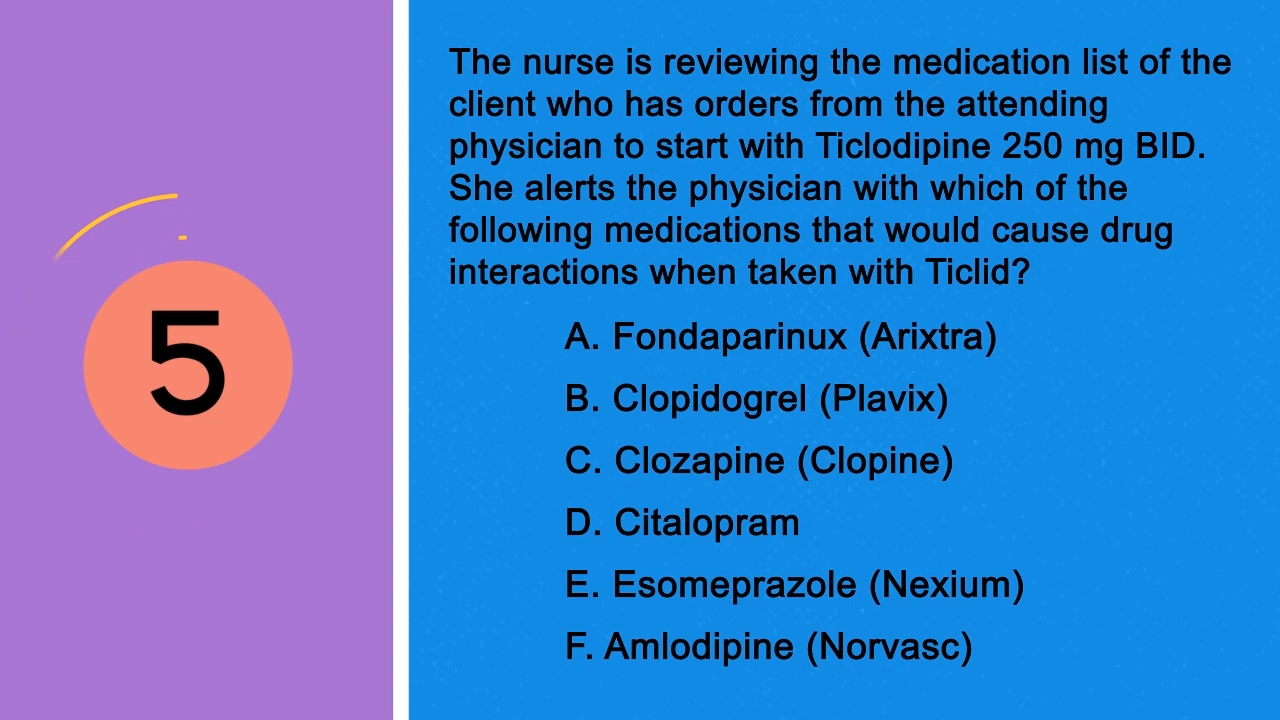 5
The nurse is reviewing the medication list of the
client who has orders from the attending
physician to start with Ticlodipine 250 mg BID.
She alerts the physician with which of the
following medications that would cause drug
interactions when taken with Ticlid?
A. Fondaparinux (Arixtra)
B. Clopidogrel (Plavix)
C. Clozapine (Clopine)
D. Citalopram
E. Esomeprazole (Nexium)
F. Amlodipine (Norvasc)